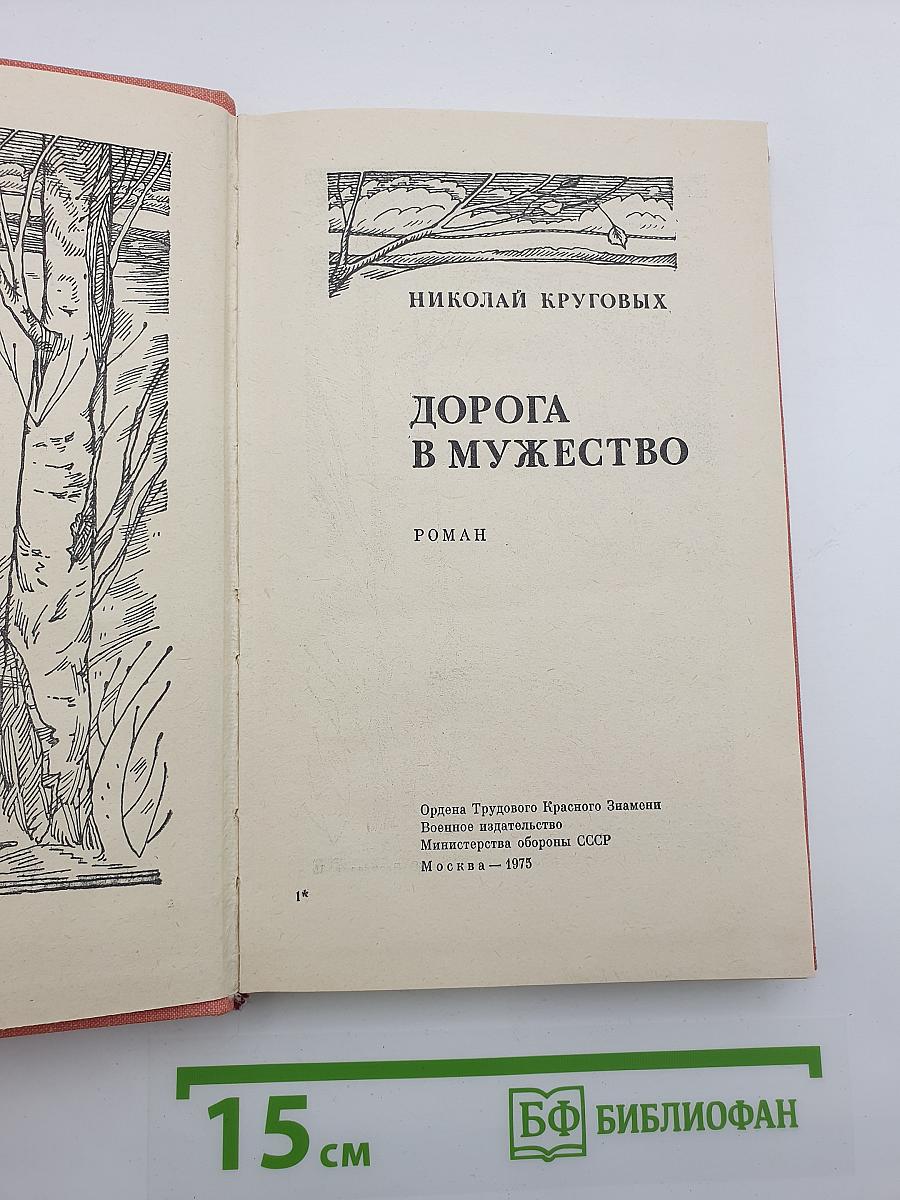 НИКОЛАЙ КРУГОВЫХ
ДОРОГА
В МУЖЕСТВО
РОМАН
Ордена Трудового Красного Знамени
Военное издательство
Министерства обороны СССР
Москва — 1975
1*
15 см
БФ БИБЛИОФАН